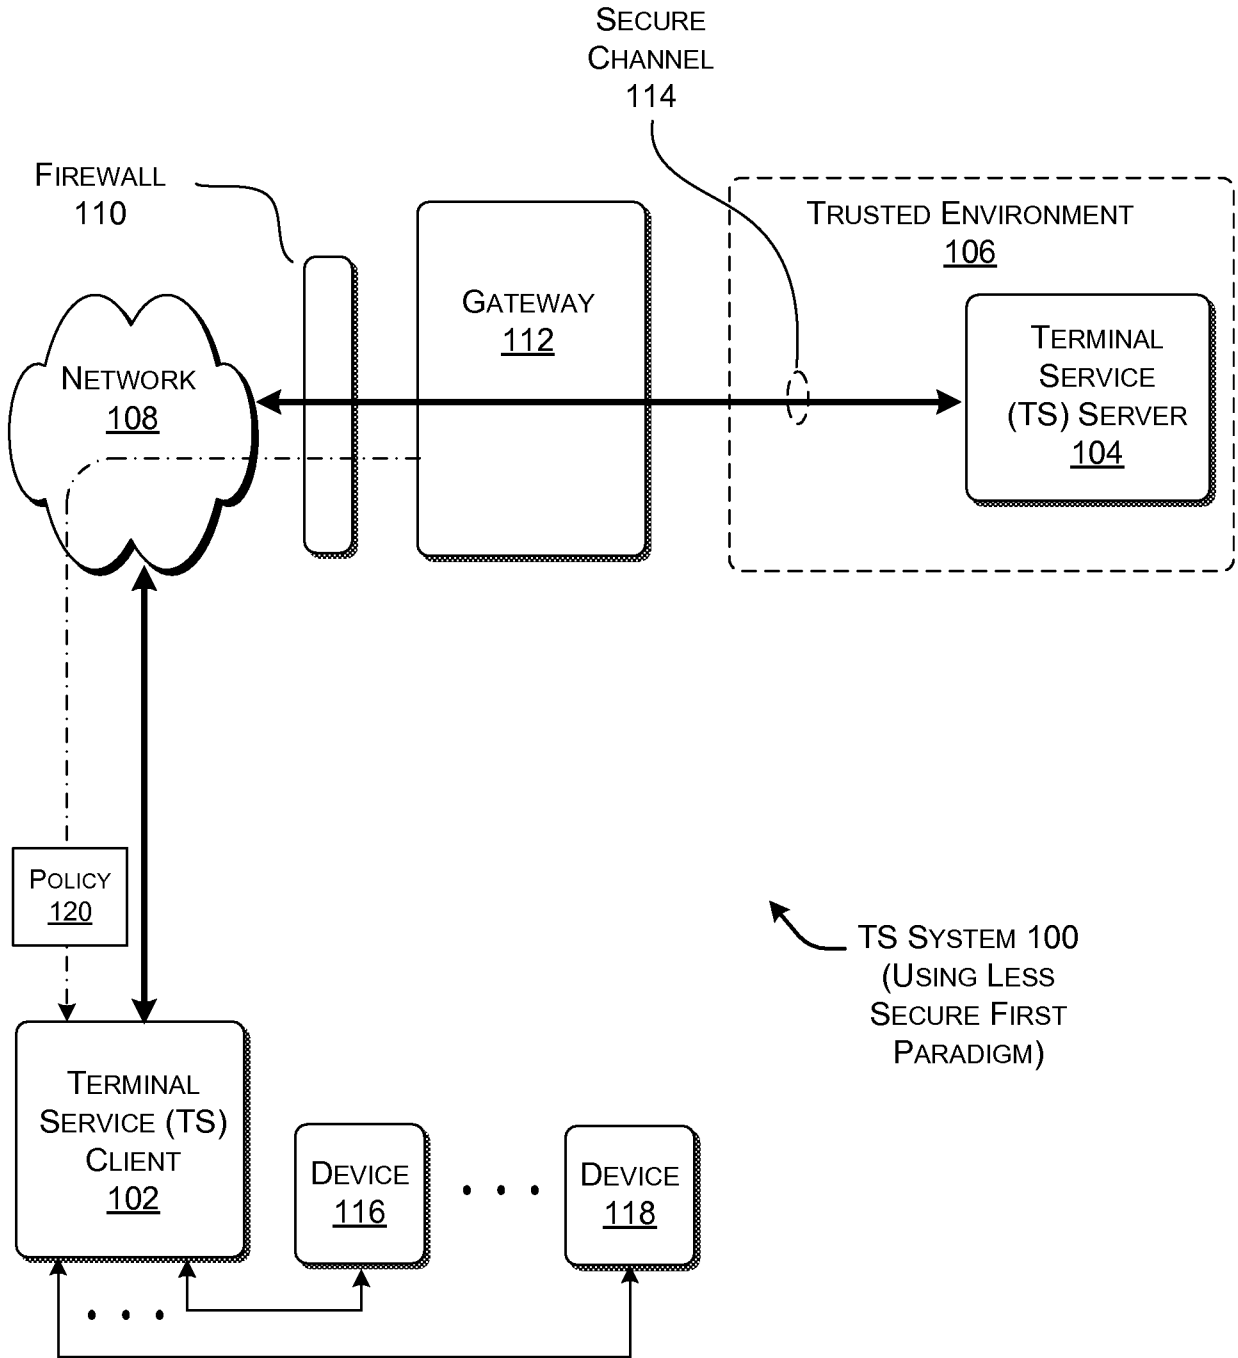 SECURE
CHANNEL
114
FIREWALL
110
TRUSTED ENVIRONMENT
106
GATEWAY
112
TERMINAL
SERVICE
(TS) SERVER
104
NETWORK
108
POLICY
120
TS SYSTEM 100
(USING LESS
SECURE FIRST
PARADIGM)
TERMINAL
SERVICE (TS)
CLIENT
102
DEVICE
116
DEVICE
118